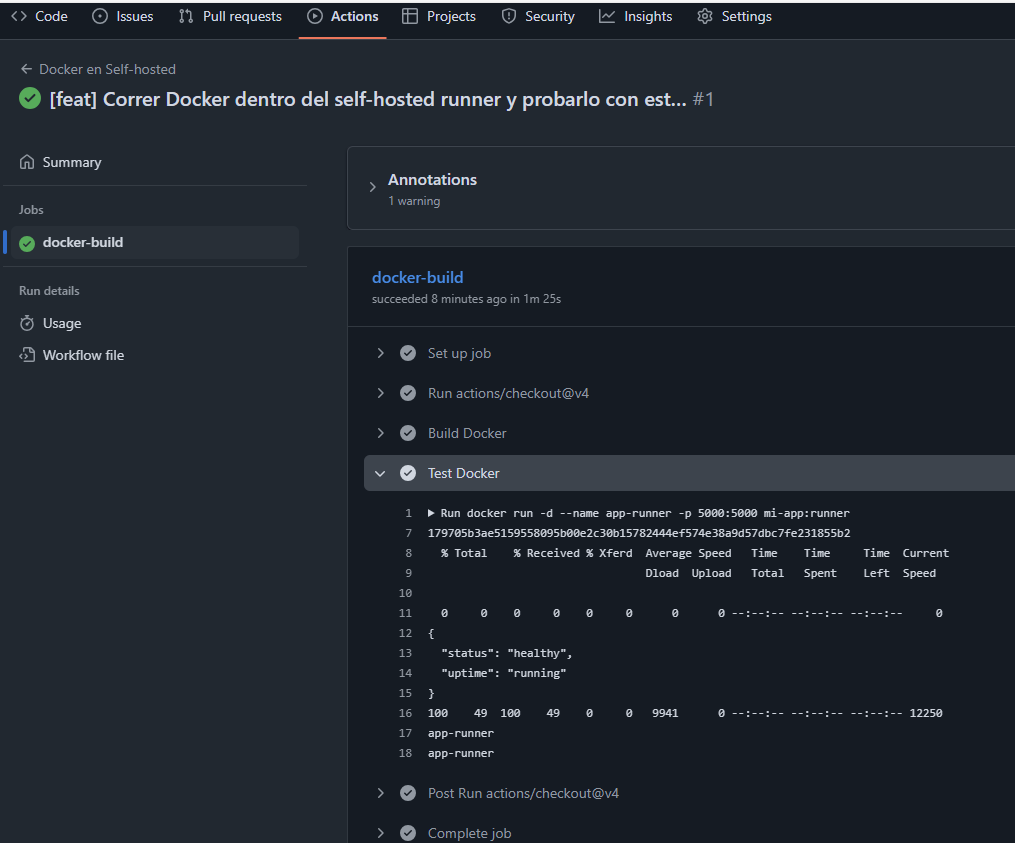 Code Issues Pull requests Actions Projects Security Insights Settings
Docker en Self-hosted
[feat] Correr Docker dentro del self-hosted runner y probarlo con est... #1
Summary
Jobs
docker-build
Run details
Usage
Workflow file
Annotations
1 warning
docker-build
succeeded 8 minutes ago in 1m 25s
Set up job
Run actions/checkout@v4
Build Docker
Test Docker
1 Run docker run -d --name app-runner -p 5000:5000 mi-app:runner
7 179705b3ae5159558095b00e2c30b15782444ef574e38a9d57dbc7fe231855b2
8 % Total % Received % Xferd Average Speed Time Time Time Current
9 Dload Upload Total Spent Left Speed
10
11 0 0 0 0 0 0 0 0 --:--:-- --:--:-- --:--:-- 0
12 {
13 "status": "healthy",
14 "uptime": "running"
15 }
16 100 49 100 49 0 0 9941 0 --:--:-- --:--:-- --:--:-- 12250
17 app-runner
18 app-runner
Post Run actions/checkout@v4
Complete job